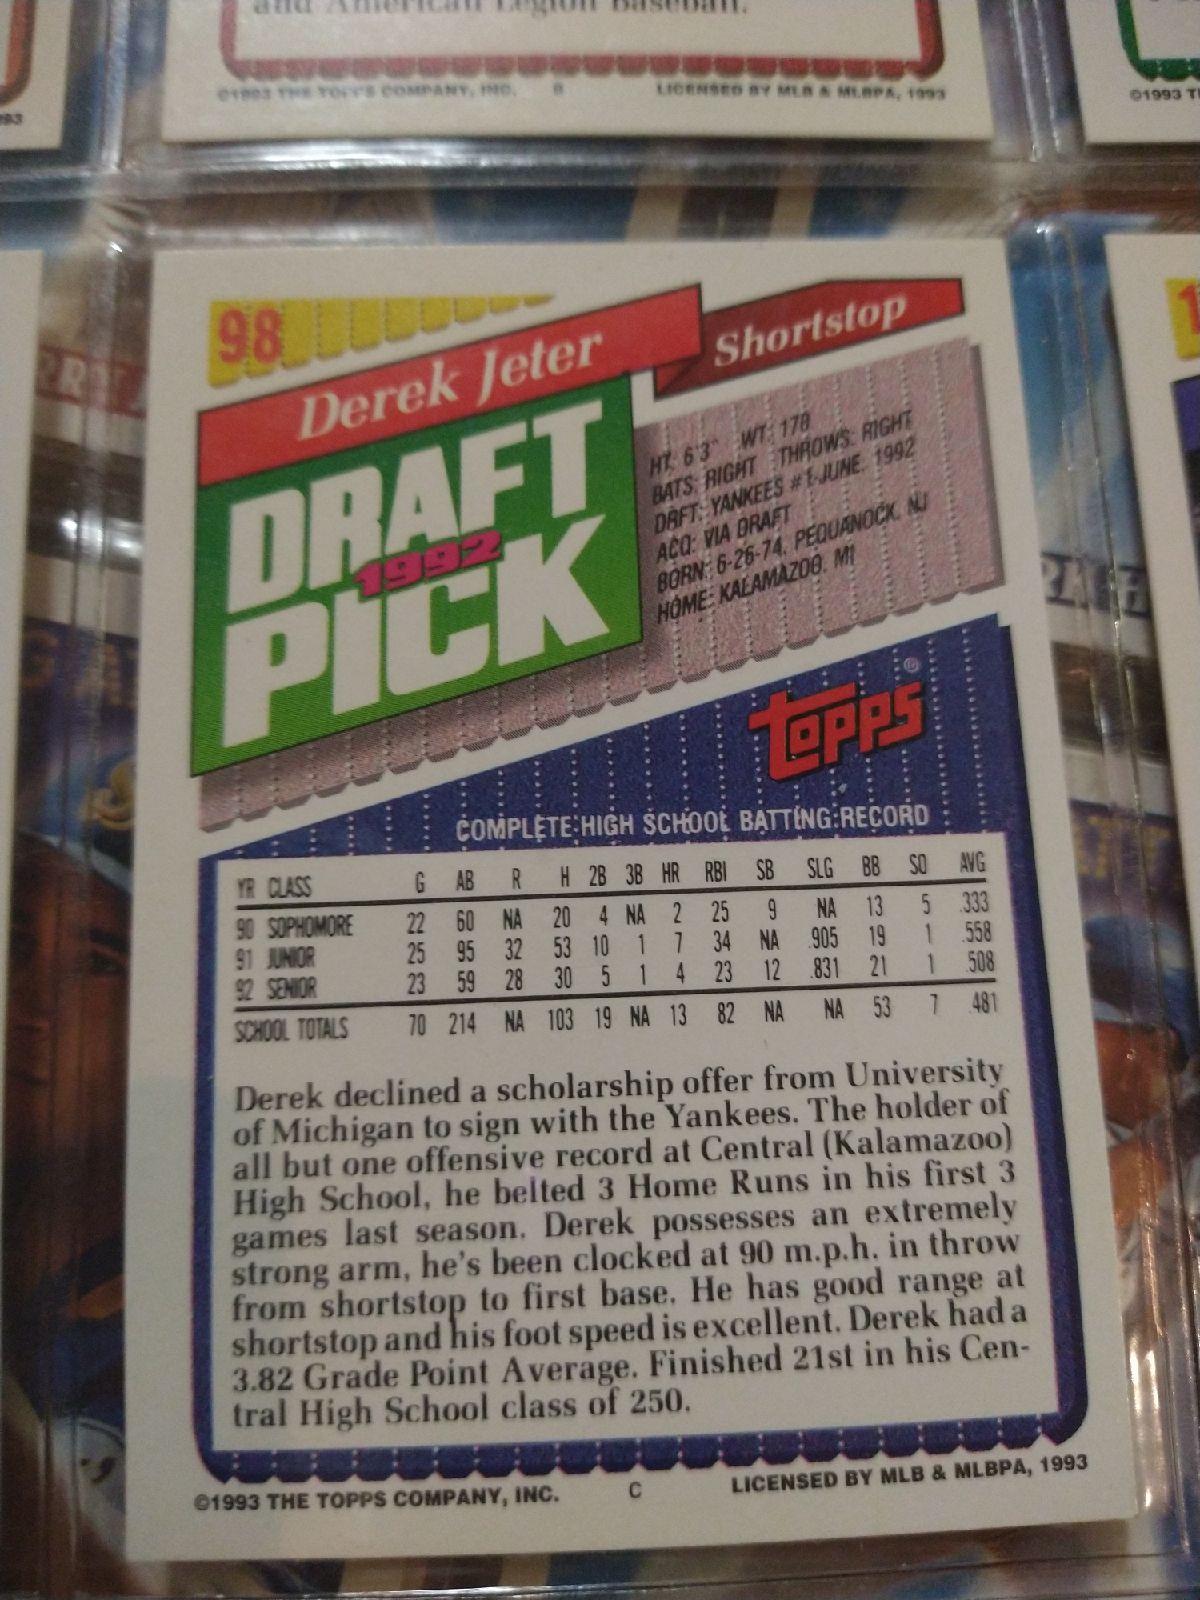 and American Legion Baseball.
©1993 THE TOPPS COMPANY, INC. B LICENSED BY MLB & MLBPA, 1993
©1993
98
Derek Jeter
Shortstop
DRAFT
1992
PICK
HT: 6'3" WT: 178
BATS: RIGHT THROWS: RIGHT
DRFT: YANKEES #1-JUNE, 1992
ACQ: VIA DRAFT
BORN: 6-26-74, PEQUANOCK, NJ
HOME: KALAMAZOO, MI
topps®
COMPLETE HIGH SCHOOL BATTING RECORD
YR CLASS G AB R H 2B 3B HR RBI SB SLG BB SO AVG
90 SOPHOMORE 22 60 NA 20 4 NA 2 25 9 NA 13 5 .333
91 JUNIOR 25 95 32 53 10 1 7 34 NA .905 19 1 .558
92 SENIOR 23 59 28 30 5 1 4 23 12 .831 21 1 .508
SCHOOL TOTALS 70 214 NA 103 19 NA 13 82 NA NA 53 7 .481
Derek declined a scholarship offer from University
of Michigan to sign with the Yankees. The holder of
all but one offensive record at Central (Kalamazoo)
High School, he belted 3 Home Runs in his first 3
games last season. Derek possesses an extremely
strong arm, he's been clocked at 90 m.p.h. in throw
from shortstop to first base. He has good range at
shortstop and his foot speed is excellent. Derek had a
3.82 Grade Point Average. Finished 21st in his Cen-
tral High School class of 250.
©1993 THE TOPPS COMPANY, INC. C LICENSED BY MLB & MLBPA, 1993